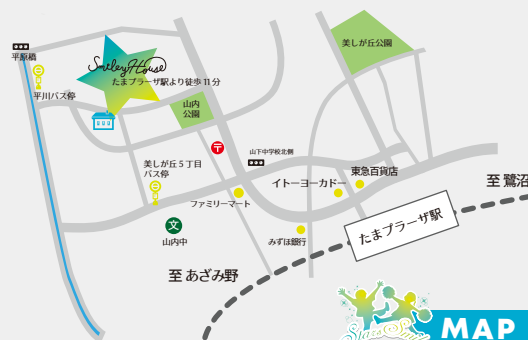 平原橋
平川バス停
Smiley House
たまプラーザ駅より徒歩11分
山内
公園
美しが丘公園
山下中学校北側
美しが丘5丁目
バス停
イトーヨーカドー
東急百貨店
至 鷺沼
ファミリーマート
文
山内中
みずほ銀行
たまプラーザ駅
至 あざみ野
MAP